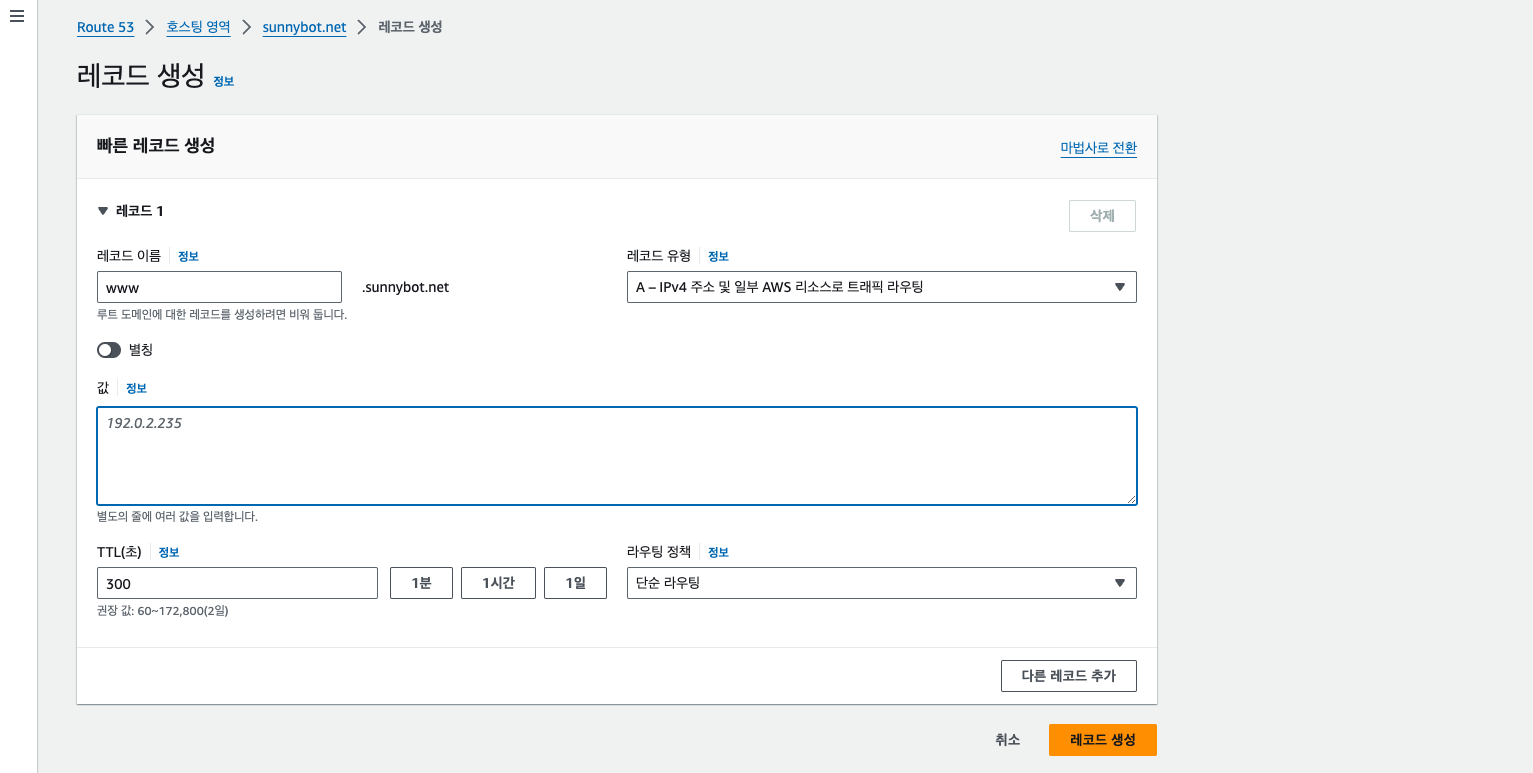 Route 53 > 호스팅 영역 > sunnybot.net > 레코드 생성
레코드 생성 정보
빠른 레코드 생성 마법사로 전환
▼ 레코드 1 삭제
레코드 이름 정보 레코드 유형 정보
www .sunnybot.net A – IPv4 주소 및 일부 AWS 리소스로 트래픽 라우팅
루트 도메인에 대한 레코드를 생성하려면 비워 둡니다.
별칭
값 정보
192.0.2.235
별도의 줄에 여러 값을 입력합니다.
TTL(초) 정보 라우팅 정책 정보
300 1분 1시간 1일 단순 라우팅
권장 값: 60~172,800(2일)
다른 레코드 추가
취소 레코드 생성